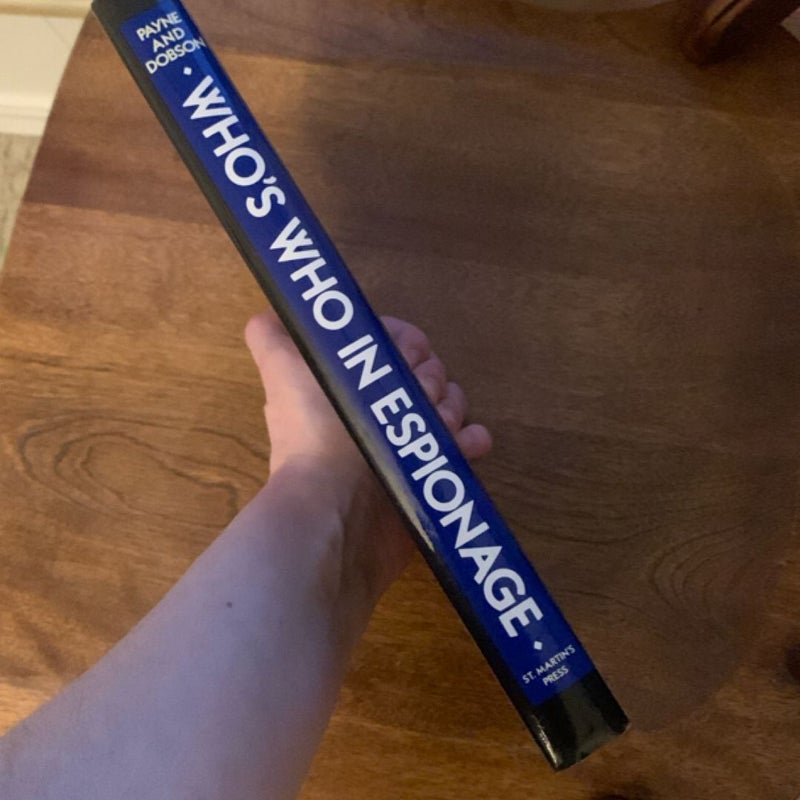 PAYNE
AND
DOBSON
• WHO'S WHO IN ESPIONAGE •
ST. MARTIN'S
PRESS